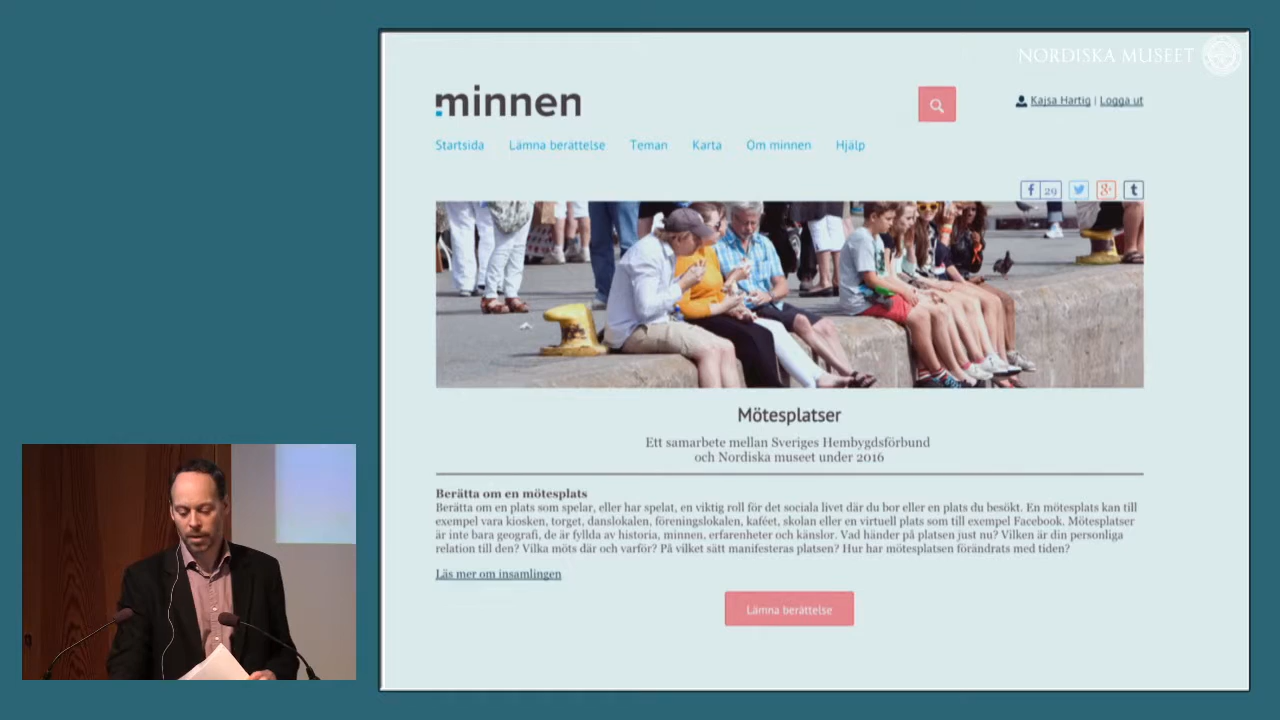 NORDISKA MUSEET
minnen
Kajsa Hartig | Logga ut
Startsida Lämna berättelse Teman Karta Om minnen Hjälp
f 29 g+ t
Mötesplatser
Ett samarbete mellan Sveriges Hembygdsförbund
och Nordiska museet under 2016
Berätta om en mötesplats
Berätta om en plats som spelar, eller har spelat, en viktig roll för det sociala livet där du bor eller en plats du besökt. En mötesplats kan till
exempel vara kiosken, torget, danslokalen, föreningslokalen, kaféet, skolan eller en virtuell plats som till exempel Facebook. Mötesplatser
är inte bara geografi, de är fyllda av historia, minnen, erfarenheter och känslor. Vad händer på platsen just nu? Vilken är din personliga
relation till den? Vilka möts där och varför? På vilket sätt manifesteras platsen? Hur har mötesplatsen förändrats med tiden?
Läs mer om insamlingen
Lämna berättelse